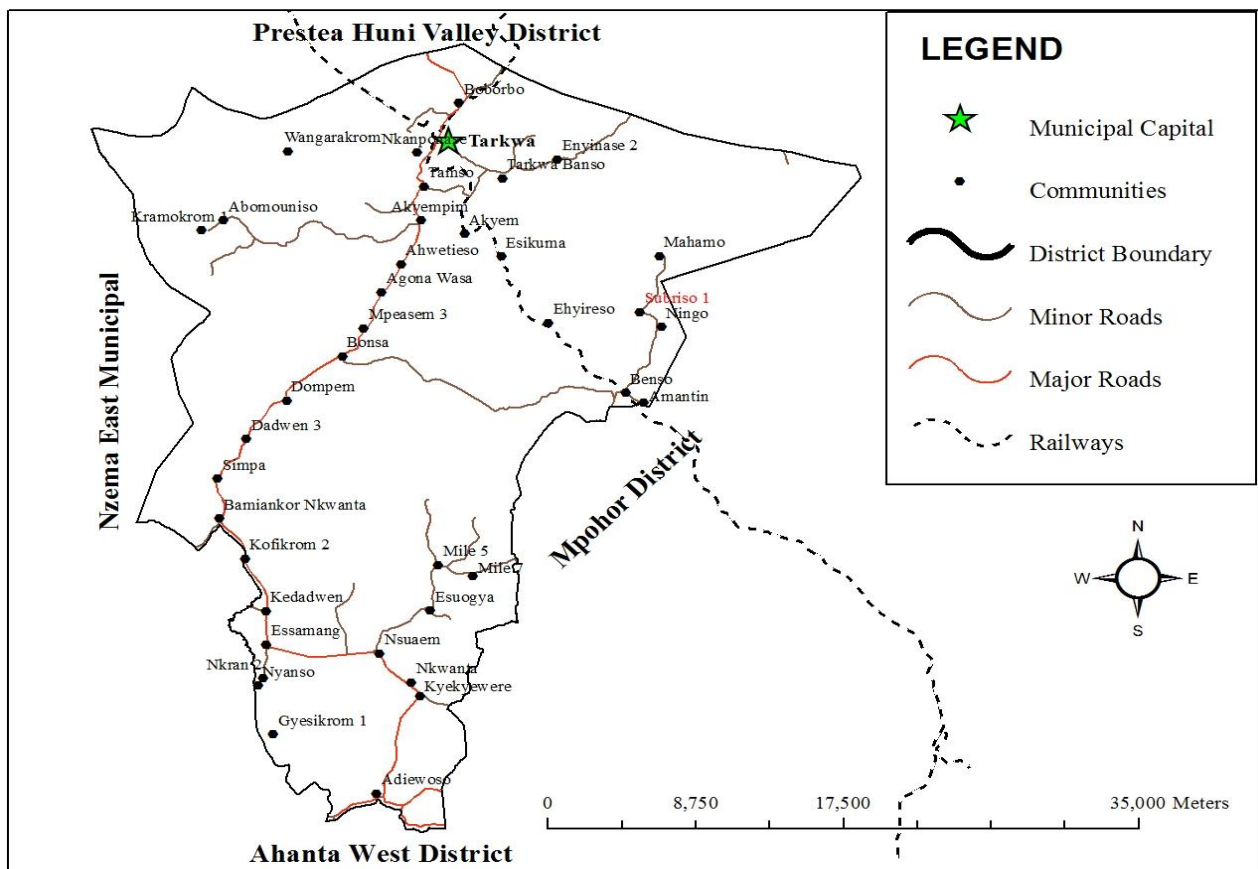 Prestea Huni Valley District
LEGEND
Municipal Capital
Communities
District Boundary
Minor Roads
Major Roads
Railways
Boborbo
Wangarakrom
Tarkwa
Enyinase 2
Tarkwa Banso
Tamso
Kramokrom 1
Abomouniso
Akyempim
Akyem
Ahwetieso
Esikuma
Mahamo
Agona Wasa
Subriso 1
Ehyireso
Ningo
Mpeasem 3
Bonsa
Nzema East Municipal
Dompem
Benso
Amantin
Dadwen 3
Mpohor District
Simpa
Bamiankor Nkwanta
Kofikrom 2
Mile 5
Mile 7
Kedadwen
Esuogya
Essamang
Nsuaem
Nkran 2
Nyanso
Nkwanta
Kyekyewere
Gyesikrom 1
Adiewoso
N
W
E
S
0
8,750
17,500
35,000 Meters
Ahanta West District